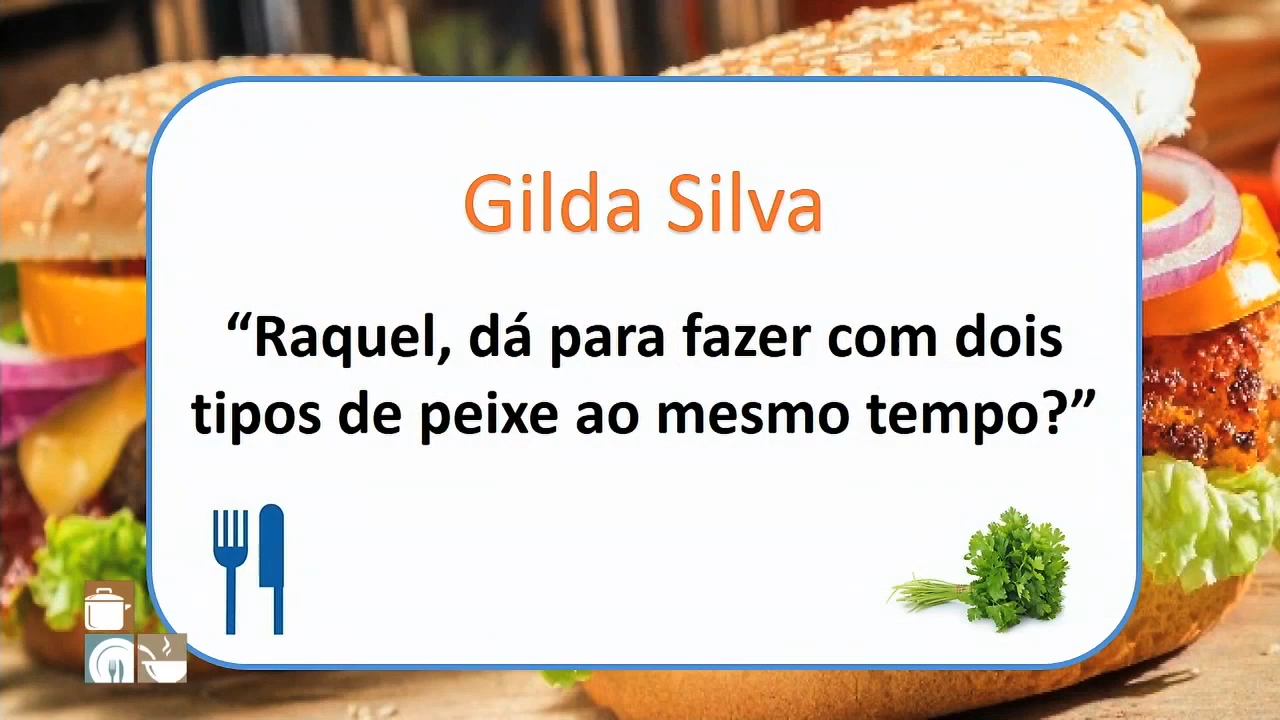 Gilda Silva
“Raquel, dá para fazer com dois
tipos de peixe ao mesmo tempo?”